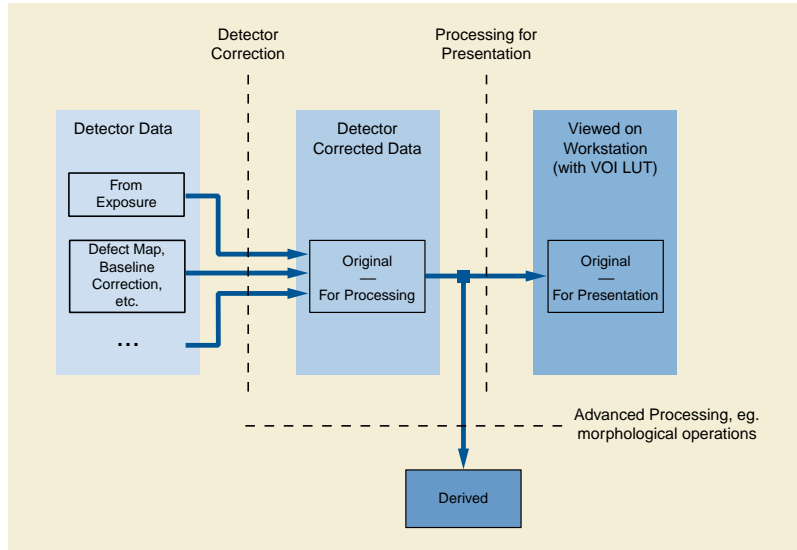 Detector
Correction
Processing for
Presentation
Detector Data
From
Exposure
Defect Map,
Baseline
Correction,
etc.
...
Detector
Corrected Data
Original
—
For Processing
Viewed on
Workstation
(with VOI LUT)
Original
—
For Presentation
Advanced Processing, eg.
morphological operations
Derived